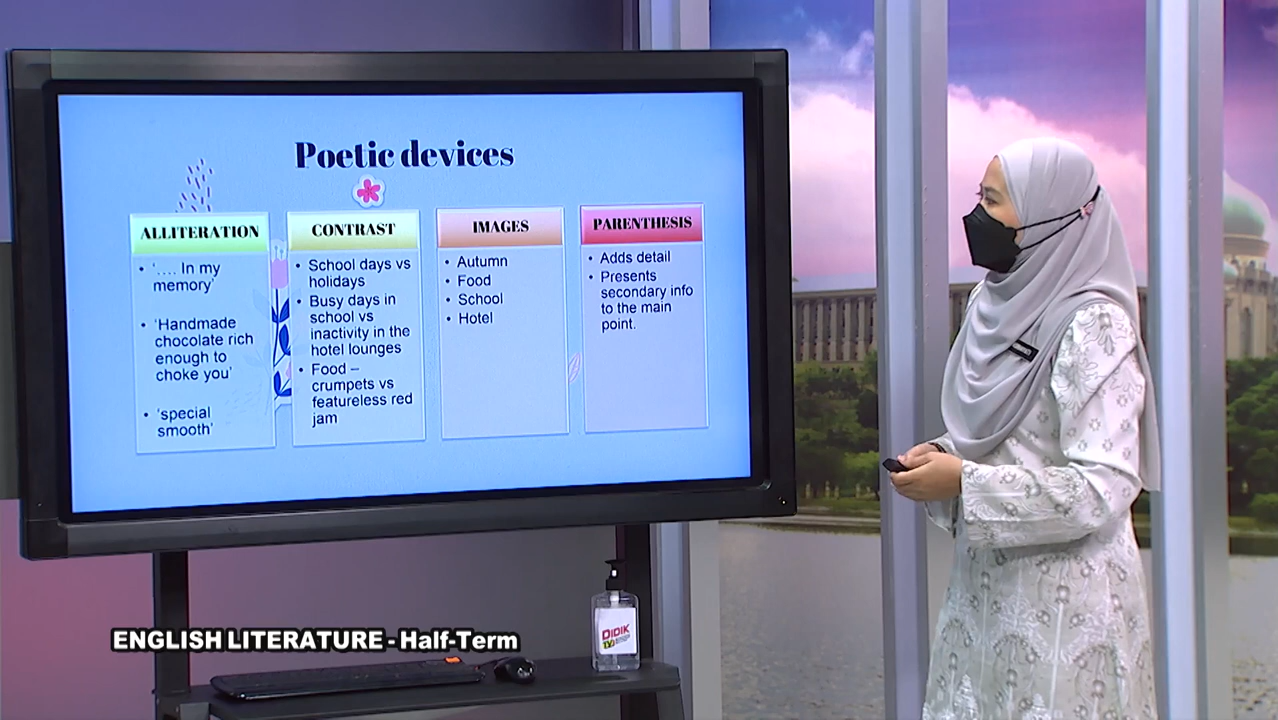 Poetic devices
ALLITERATION
• '.... In my
memory'
• 'Handmade
chocolate rich
enough to
choke you'
• 'special
smooth'
CONTRAST
• School days vs
holidays
• Busy days in
school vs
inactivity in the
hotel lounges
• Food –
crumpets vs
featureless red
jam
IMAGES
• Autumn
• Food
• School
• Hotel
PARENTHESIS
• Adds detail
• Presents
secondary info
to the main
point.
DIDIK
TV
ENGLISH LITERATURE - Half-Term